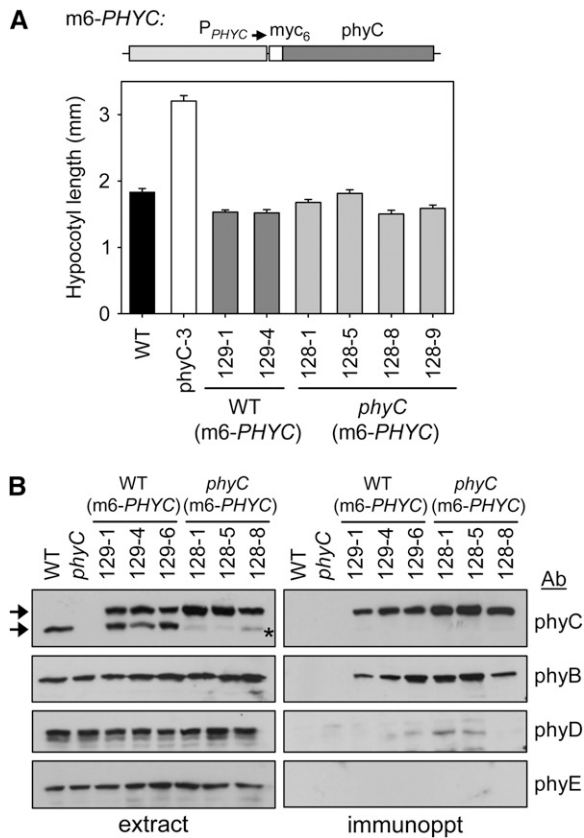 A
m6-PHYC:
P_PHYC myc₆ phyC
Hypocotyl length (mm)
3
2
1
0
WT
phyC-3
129-1
129-4
128-1
128-5
128-8
128-9
WT
(m6-PHYC)
phyC
(m6-PHYC)
B
WT
phyC
WT
(m6-PHYC)
129-1
129-4
129-6
phyC
(m6-PHYC)
128-1
128-5
128-8
WT
phyC
WT
(m6-PHYC)
129-1
129-4
129-6
phyC
(m6-PHYC)
128-1
128-5
128-8
Ab
*
phyC
phyB
phyD
phyE
extract
immunoppt